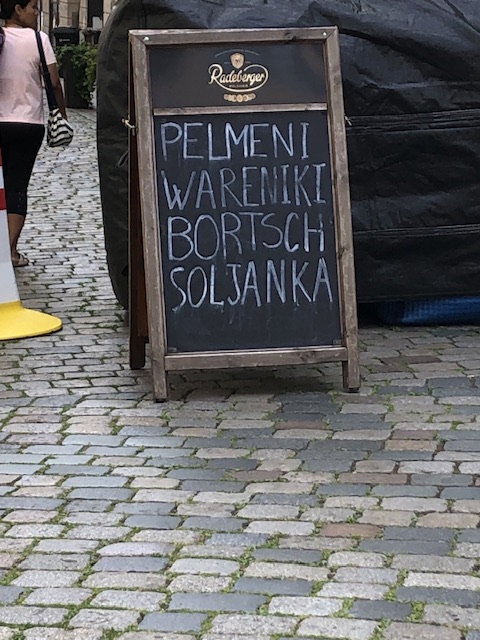 Radeberger
PELMENI
WARENIKI
BORTSCH
SOLJANKA